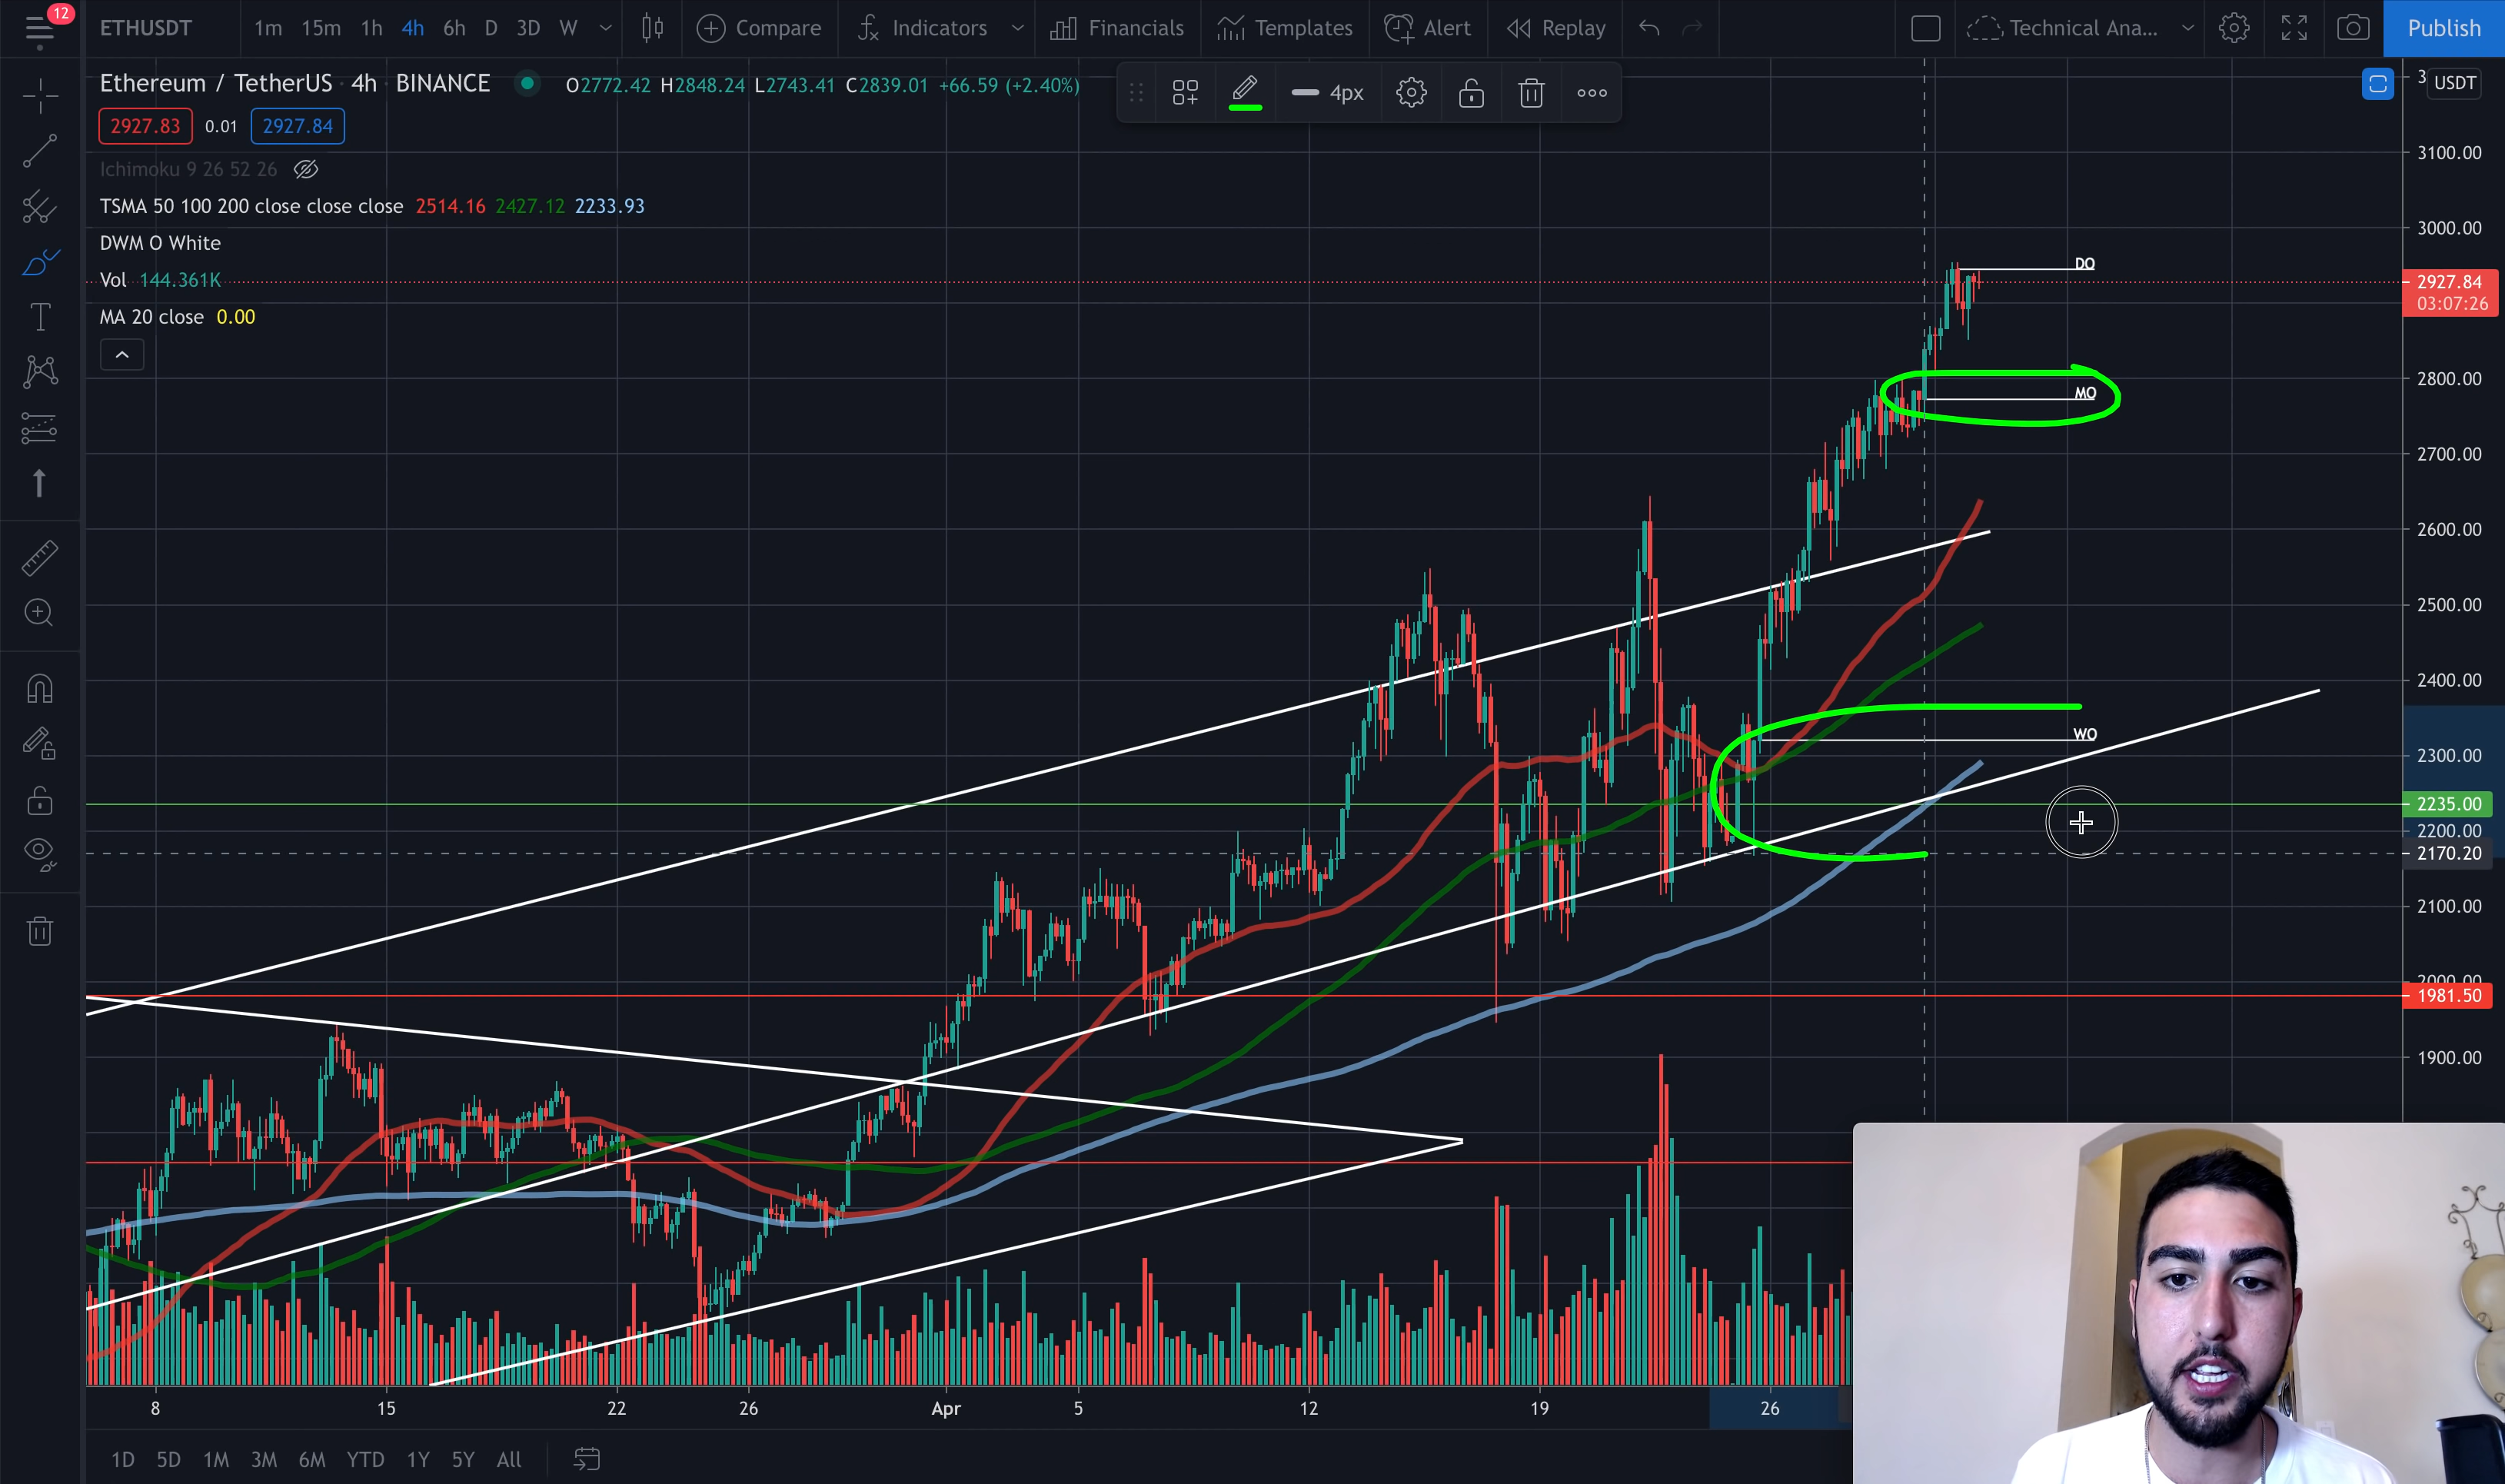 12
ETHUSDT 1m 15m 1h 4h 6h D 3D W Compare Indicators Financials Templates Alert Replay Technical Ana... Publish
Ethereum / TetherUS · 4h · BINANCE O2772.42 H2848.24 L2743.41 C2839.01 +66.59 (+2.40%)
4px
USDT
2927.83 0.01 2927.84
Ichimoku 9 26 52 26
TSMA 50 100 200 close close close 2514.16 2427.12 2233.93
DWM O White
Vol 144.361K
MA 20 close 0.00
3100.00
3000.00
DO
2927.84
03:07:26
2800.00
MO
2700.00
2600.00
2500.00
2400.00
WO
2300.00
2235.00
2200.00
2170.20
2100.00
2000.00
1981.50
1900.00
8 15 22 26 Apr 5 12 19 26
1D 5D 1M 3M 6M YTD 1Y 5Y All